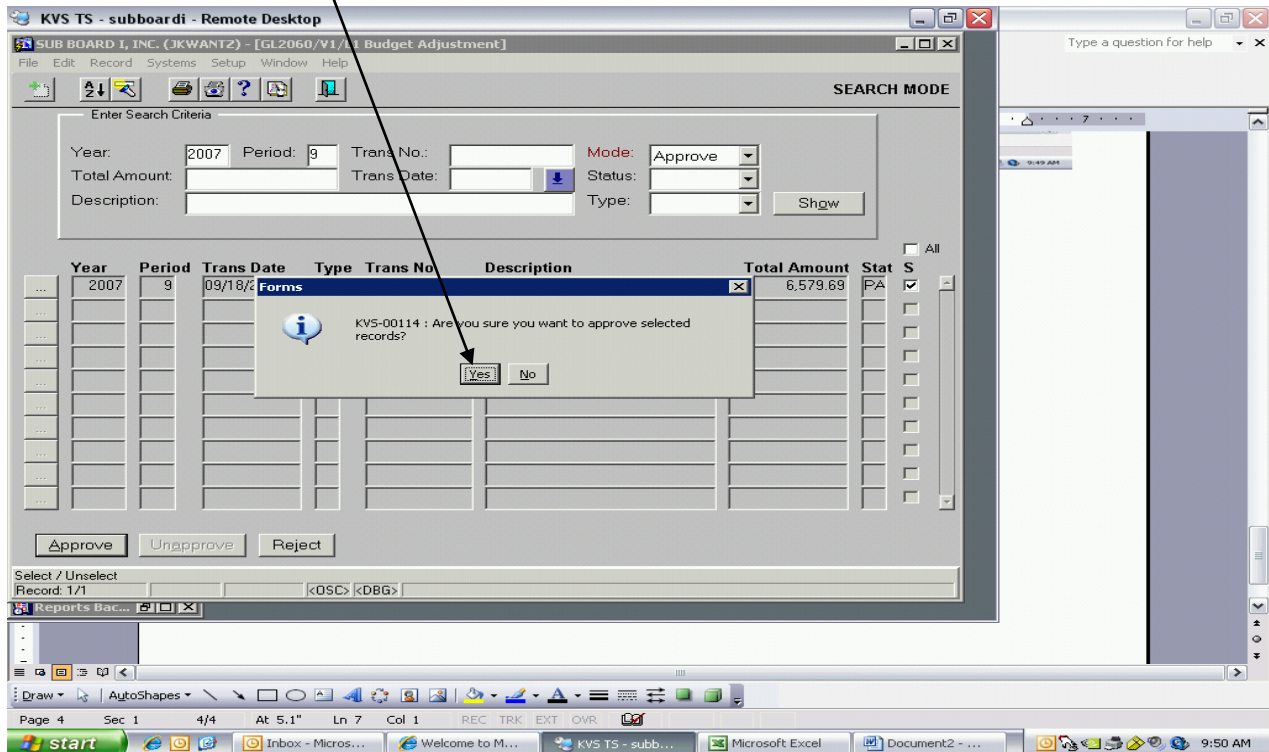 KVS TS - subboardi - Remote Desktop
SUB BOARD I, INC. (JKWANTZ) - [GL2060/V1/L1 Budget Adjustment]
Type a question for help
File Edit Record Systems Setup Window Help
SEARCH MODE
Enter Search Criteria
Year: 2007 Period: 9 Trans No.: Mode: Approve
Total Amount: Trans Date: Status:
Description: Type: Show
7
9:49 AM
All
Year Period Trans Date Type Trans No Description Total Amount Stat S
... 2007 9 09/18/2 6,579.69 PA
Forms
KVS-00114 : Are you sure you want to approve selected
records?
Yes No
...
...
...
...
...
...
...
...
...
Approve Unapprove Reject
Select / Unselect
Record: 1/1 <OSC> <DBG>
Reports Bac...
Draw AutoShapes
Page 4 Sec 1 4/4 At 5.1" Ln 7 Col 1 REC TRK EXT OVR
start Inbox - Micros... Welcome to M... KVS TS - subb... Microsoft Excel Document2 - ... 9:50 AM